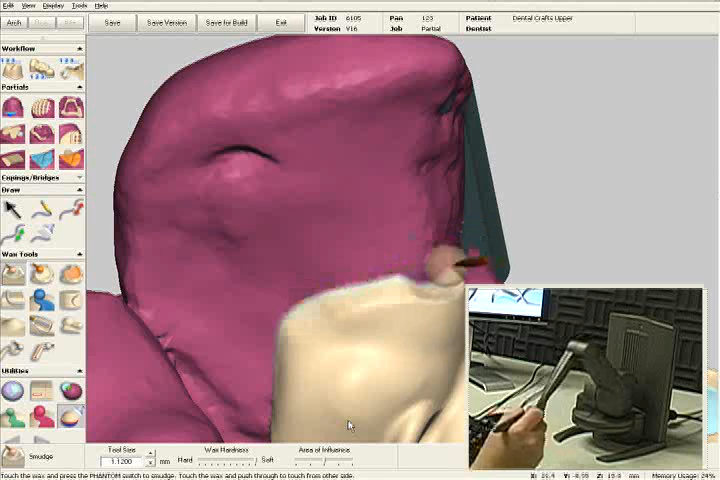 Edit View Display Tools Help
Arch
Save Save Version Save for Build Exit
Job ID 6105 Pan 123 Patient Dental Crafts Upper
Version V16 Job Partial Dentist
Workflow
Partials
Copings/Bridges
Draw
Wax Tools
Utilities
Smudge
Tool Size Wax Hardness Area of Influence
1.1200 mm Hard Soft
Touch the wax and press the PHANTOM switch to smudge. Touch the wax and push through to touch from other side.
Memory Usage: 24%